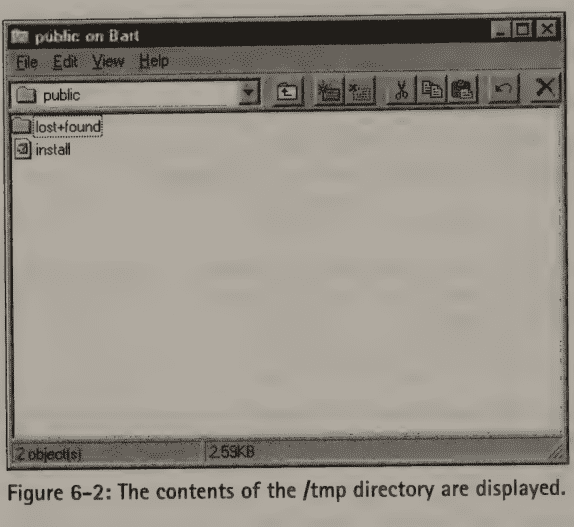 public on Bart
File Edit View Help
public
lost+found
install
2 object(s) 2.59KB
Figure 6-2: The contents of the /tmp directory are displayed.